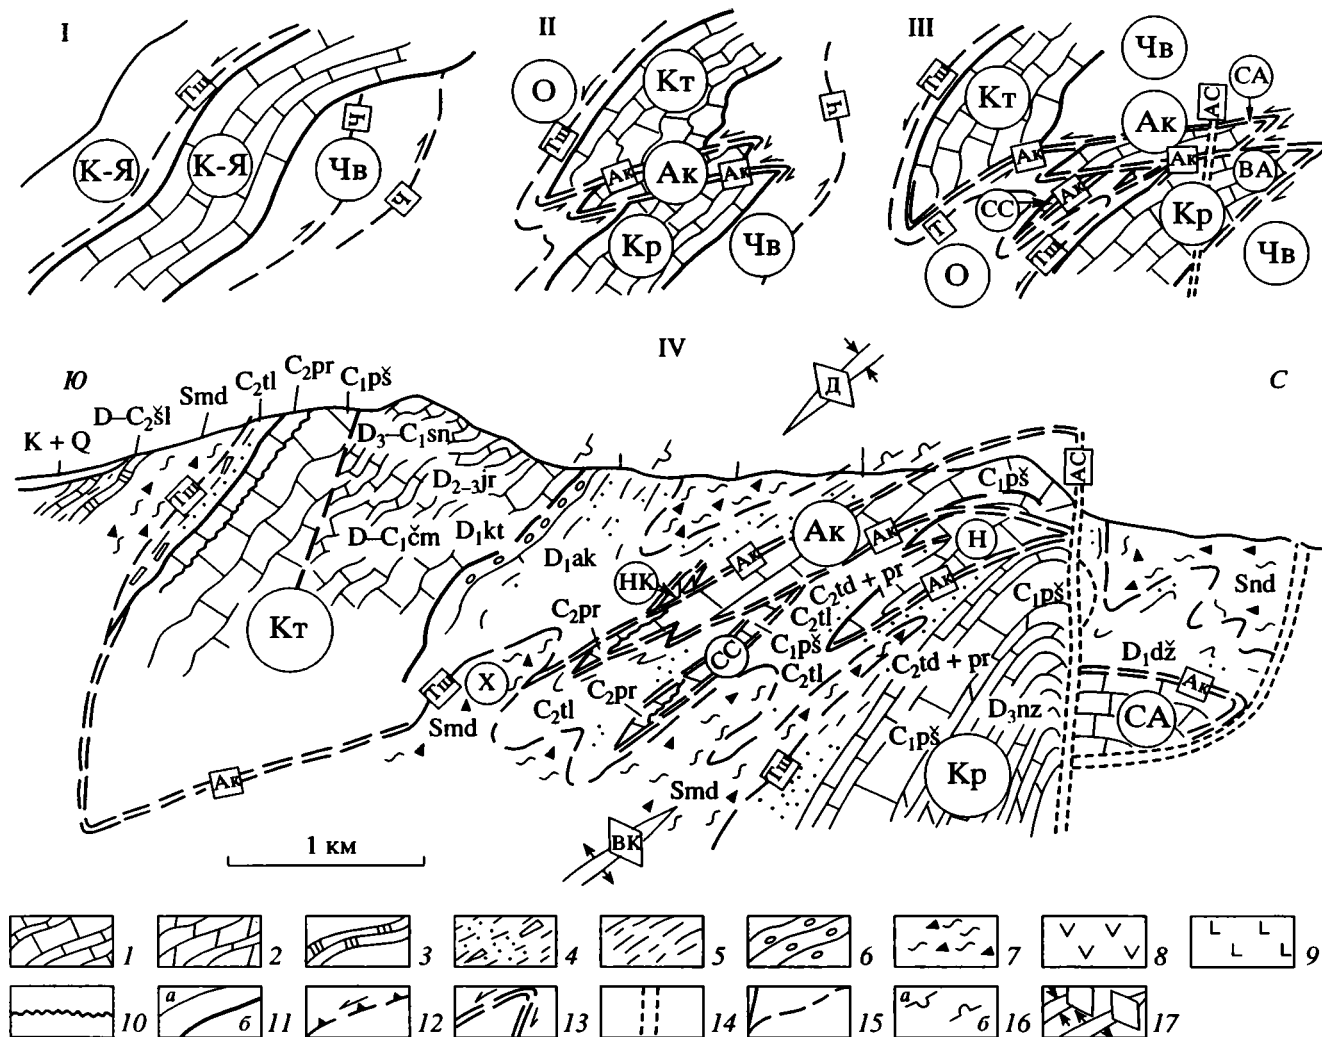 I
Тш
К-Я
К-Я
Ч
Чв
Ч
II
О
Кт
Тш
Ч
Ак
Ак
Ак
Кр
Чв
III
Чв
Тш
Кт
СА
АС
Ак
Ак
Ак
ВА
СС
Ак
Кр
Т
Тш
О
Чв
IV
Ю
С
K + Q
D–C₂šl
Smd
C₂tl
C₂pr
C₁pš
Д
Тш
D₃–C₁sn
D₂₋₃jr
D–C₁čm
D₁kt
D₁ak
Кт
АС
C₁pš
Ак
Ак
Н
Ак
НК
Ак
C₂td + pr
C₂tl
C₁pš
C₂tl
C₂pr
СС
Х
Тш
Smd
C₂tl
C₂pr
C₂td + pr
C₁pš
D₃nz
C₁pš
Snd
D₁dž
Ак
СА
Кр
Тш
Smd
Ак
ВК
1 км
1
2
3
4
5
6
7
8
9
10
а
б
11
12
13
14
15
а
б
16
17